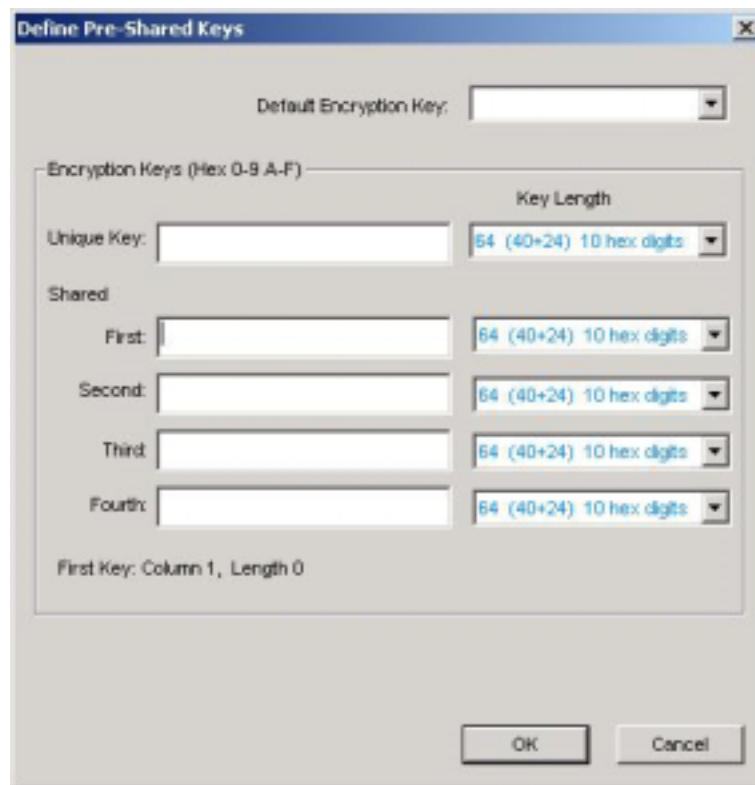 Define Pre-Shared Keys
Default Encryption Key:
Encryption Keys (Hex 0-9 A-F)
Key Length
Unique Key: 64 (40+24) 10 hex digits
Shared
First: 64 (40+24) 10 hex digits
Second: 64 (40+24) 10 hex digits
Third: 64 (40+24) 10 hex digits
Fourth: 64 (40+24) 10 hex digits
First Key: Column 1, Length 0
OK Cancel